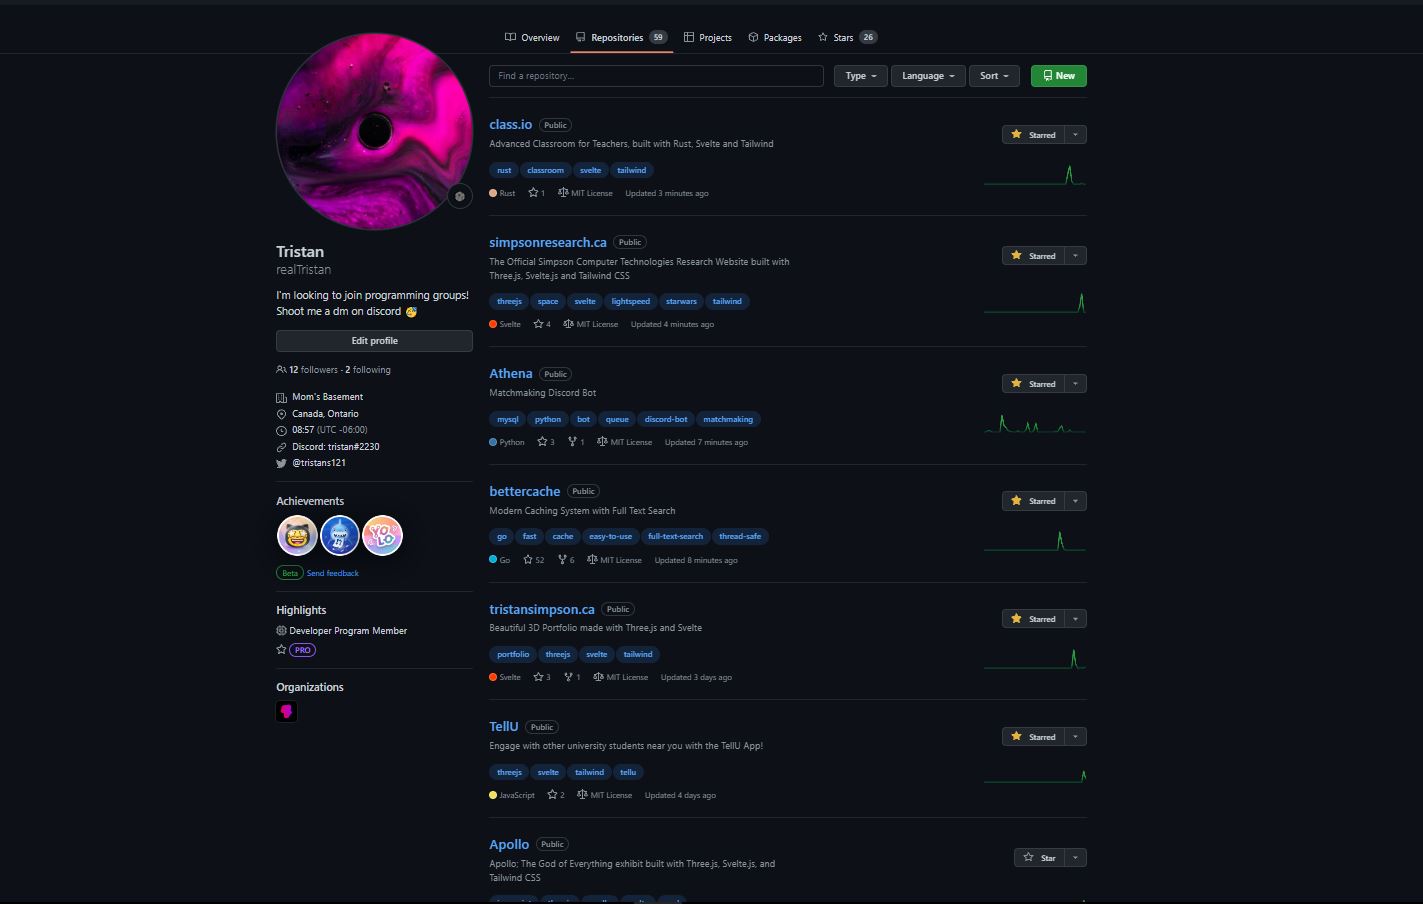 Overview Repositories 59 Projects Packages Stars 26
Find a repository... Type Language Sort New
Tristan
realTristan
I'm looking to join programming groups!
Shoot me a dm on discord
Edit profile
12 followers · 2 following
Mom's Basement
Canada, Ontario
08:57 (UTC -06:00)
Discord: tristan#2230
@tristans121
Achievements
YOLO
Beta Send feedback
Highlights
Developer Program Member
PRO
Organizations
class.io Public
Starred
Advanced Classroom for Teachers, built with Rust, Svelte and Tailwind
rust classroom svelte tailwind
Rust 1 MIT License Updated 3 minutes ago
simpsonresearch.ca Public
Starred
The Official Simpson Computer Technologies Research Website built with
Three.js, Svelte.js and Tailwind CSS
threejs space svelte lightspeed starwars tailwind
Svelte 4 MIT License Updated 4 minutes ago
Athena Public
Starred
Matchmaking Discord Bot
mysql python bot queue discord-bot matchmaking
Python 3 1 MIT License Updated 7 minutes ago
bettercache Public
Starred
Modern Caching System with Full Text Search
go fast cache easy-to-use full-text-search thread-safe
Go 52 6 MIT License Updated 8 minutes ago
tristansimpson.ca Public
Starred
Beautiful 3D Portfolio made with Three.js and Svelte
portfolio threejs svelte tailwind
Svelte 3 1 MIT License Updated 3 days ago
TellU Public
Starred
Engage with other university students near you with the TellU App!
threejs svelte tailwind tellu
JavaScript 2 MIT License Updated 4 days ago
Apollo Public
Star
Apollo; The God of Everything exhibit built with Three.js, Svelte.js, and
Tailwind CSS